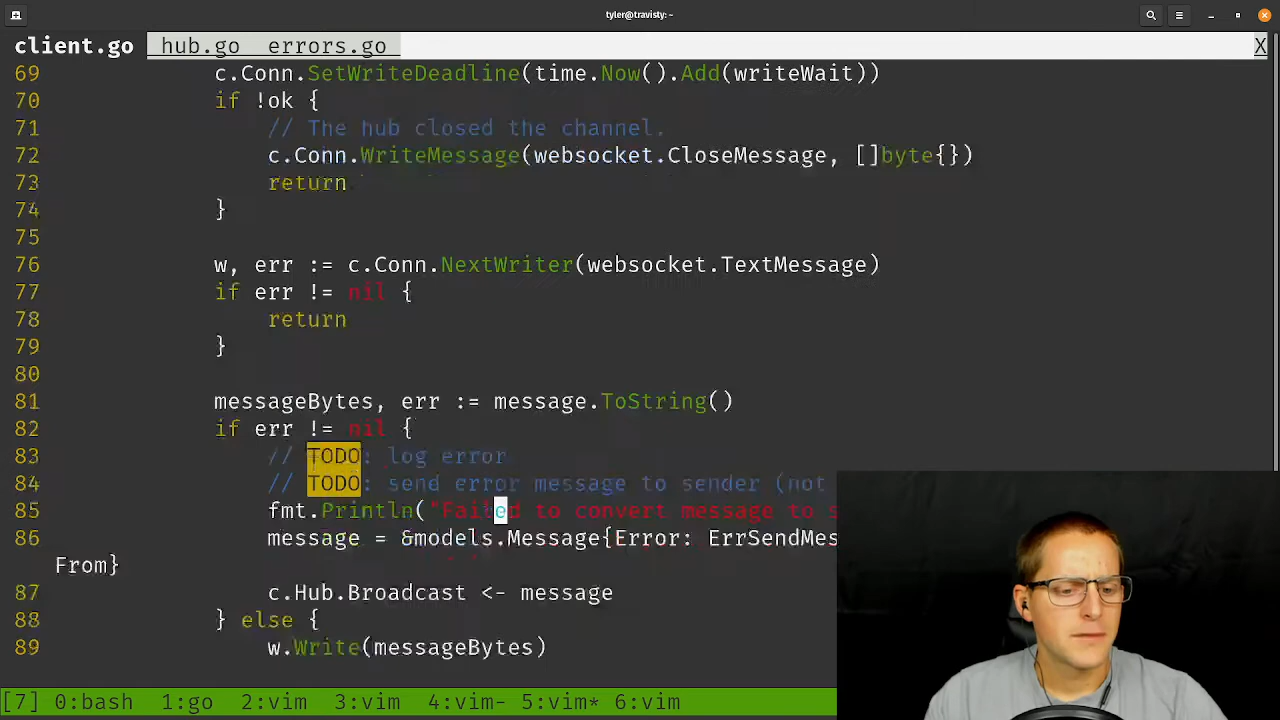 tyler@travisty: ~
client.go hub.go errors.go X
69 c.Conn.SetWriteDeadline(time.Now().Add(writeWait))
70 if !ok {
71 // The hub closed the channel.
72 c.Conn.WriteMessage(websocket.CloseMessage, []byte{})
73 return
74 }
75
76 w, err := c.Conn.NextWriter(websocket.TextMessage)
77 if err != nil {
78 return
79 }
80
81 messageBytes, err := message.ToString()
82 if err != nil {
83 // TODO: log error
84 // TODO: send error message to sender (not
85 fmt.Println("Failed to convert message to s
86 message = &models.Message{Error: ErrSendMes
From}
87 c.Hub.Broadcast <- message
88 } else {
89 w.Write(messageBytes)
[7] 0:bash 1:go 2:vim 3:vim 4:vim- 5:vim* 6:vim